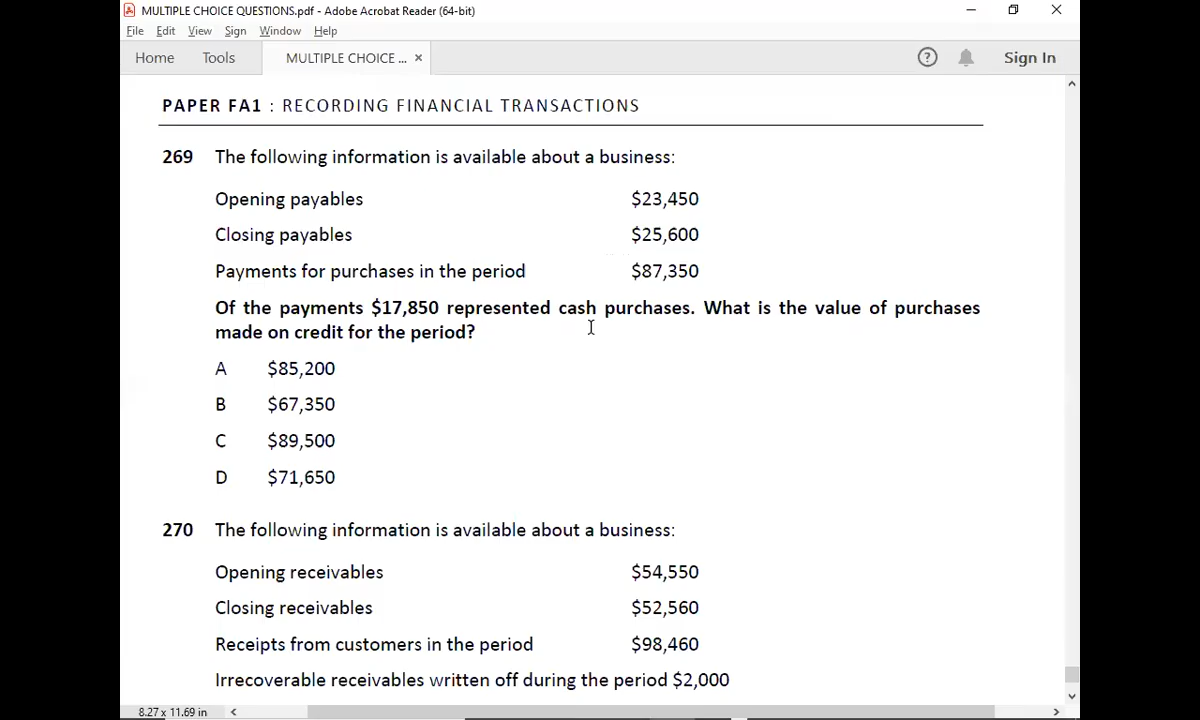 MULTIPLE CHOICE QUESTIONS.pdf - Adobe Acrobat Reader (64-bit)
File Edit View Sign Window Help
Home Tools MULTIPLE CHOICE ... × ? Sign In
PAPER FA1 : RECORDING FINANCIAL TRANSACTIONS
269 The following information is available about a business:
Opening payables $23,450
Closing payables $25,600
Payments for purchases in the period $87,350
Of the payments $17,850 represented cash purchases. What is the value of purchases
made on credit for the period?
A $85,200
B $67,350
C $89,500
D $71,650
270 The following information is available about a business:
Opening receivables $54,550
Closing receivables $52,560
Receipts from customers in the period $98,460
Irrecoverable receivables written off during the period $2,000
8.27 x 11.69 in